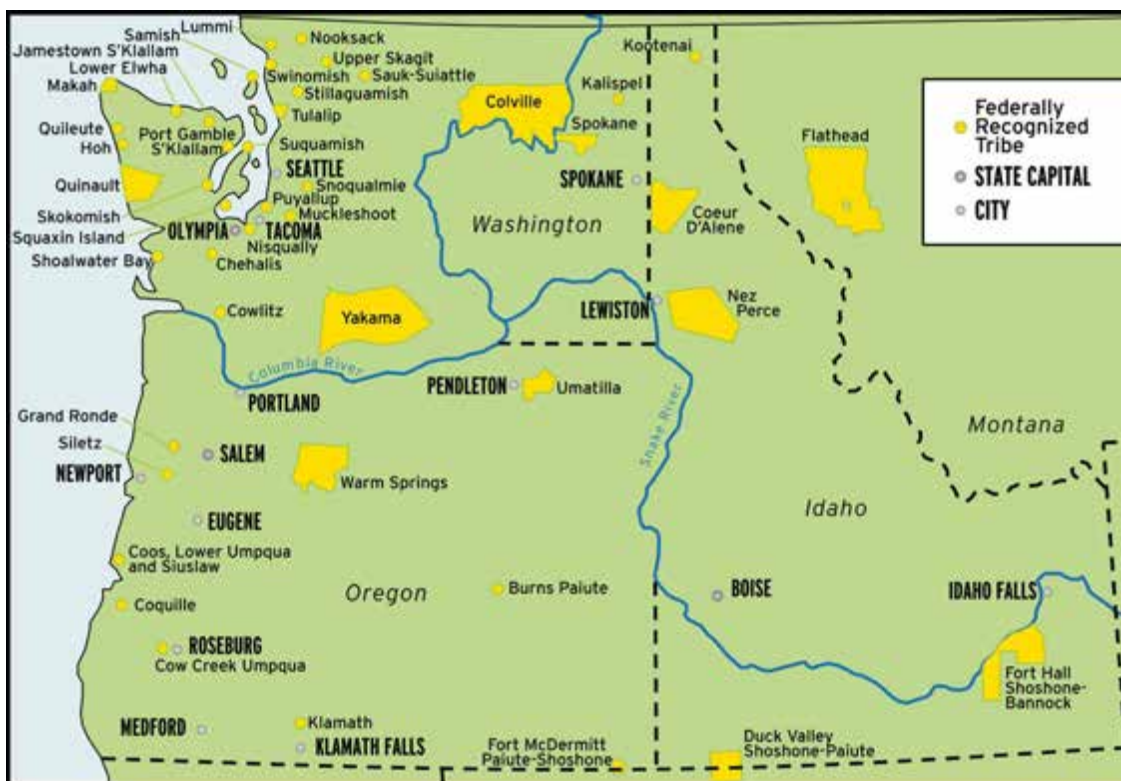 Lummi
Samish
Nooksack
Jamestown S'Klallam
Upper Skagit
Lower Elwha
Swinomish
Sauk-Suiattle
Makah
Stillaguamish
Tulalip
Quileute
Port Gamble
S'Klallam
Hoh
Suquamish
SEATTLE
Quinault
Snoqualmie
Skokomish
Puyallup
Muckleshoot
Squaxin Island
OLYMPIA
TACOMA
Nisqually
Shoalwater Bay
Chehalis
Cowlitz
Yakama
Colville
Spokane
Kalispel
Kootenai
SPOKANE
Washington
Coeur
D'Alene
Flathead
LEWISTON
Nez
Perce
Federally
Recognized
Tribe
STATE CAPITAL
CITY
Columbia River
PORTLAND
PENDLETON
Umatilla
Snake River
Montana
Grand Ronde
Siletz
SALEM
NEWPORT
Warm Springs
EUGENE
Idaho
Coos, Lower Umpqua
and Siuslaw
Oregon
Burns Paiute
BOISE
IDAHO FALLS
Coquille
ROSEBURG
Cow Creek Umpqua
Fort Hall
Shoshone-
Bannock
MEDFORD
Klamath
KLAMATH FALLS
Fort McDermitt
Paiute-Shoshone
Duck Valley
Shoshone-Paiute